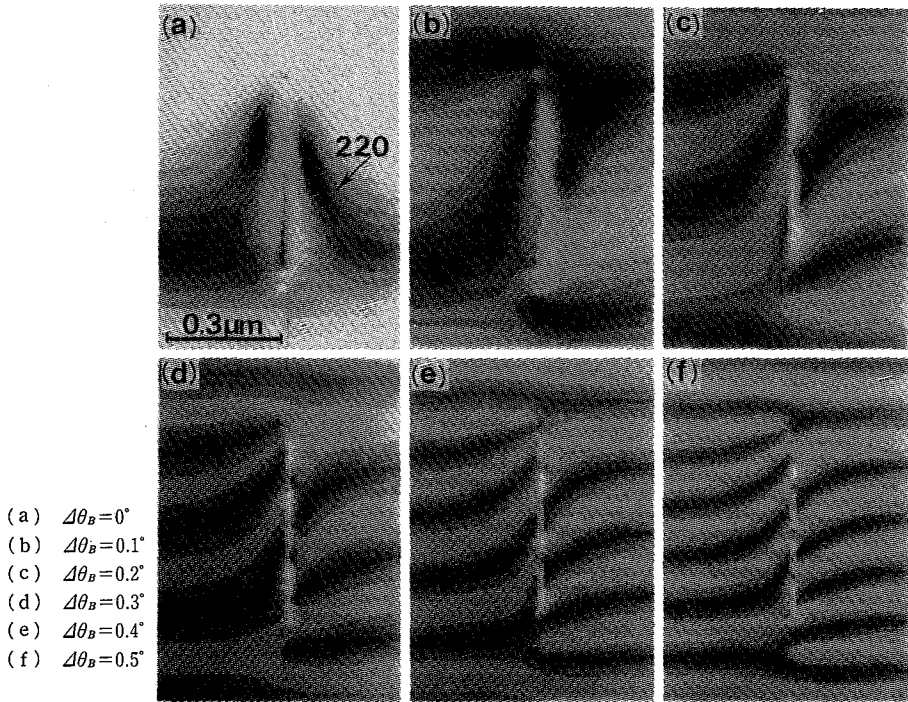 (a)
(b)
(c)
220
0.3μm
(d)
(e)
(f)
(a) Δθ_B=0°
(b) Δθ_B=0.1°
(c) Δθ_B=0.2°
(d) Δθ_B=0.3°
(e) Δθ_B=0.4°
(f) Δθ_B=0.5°